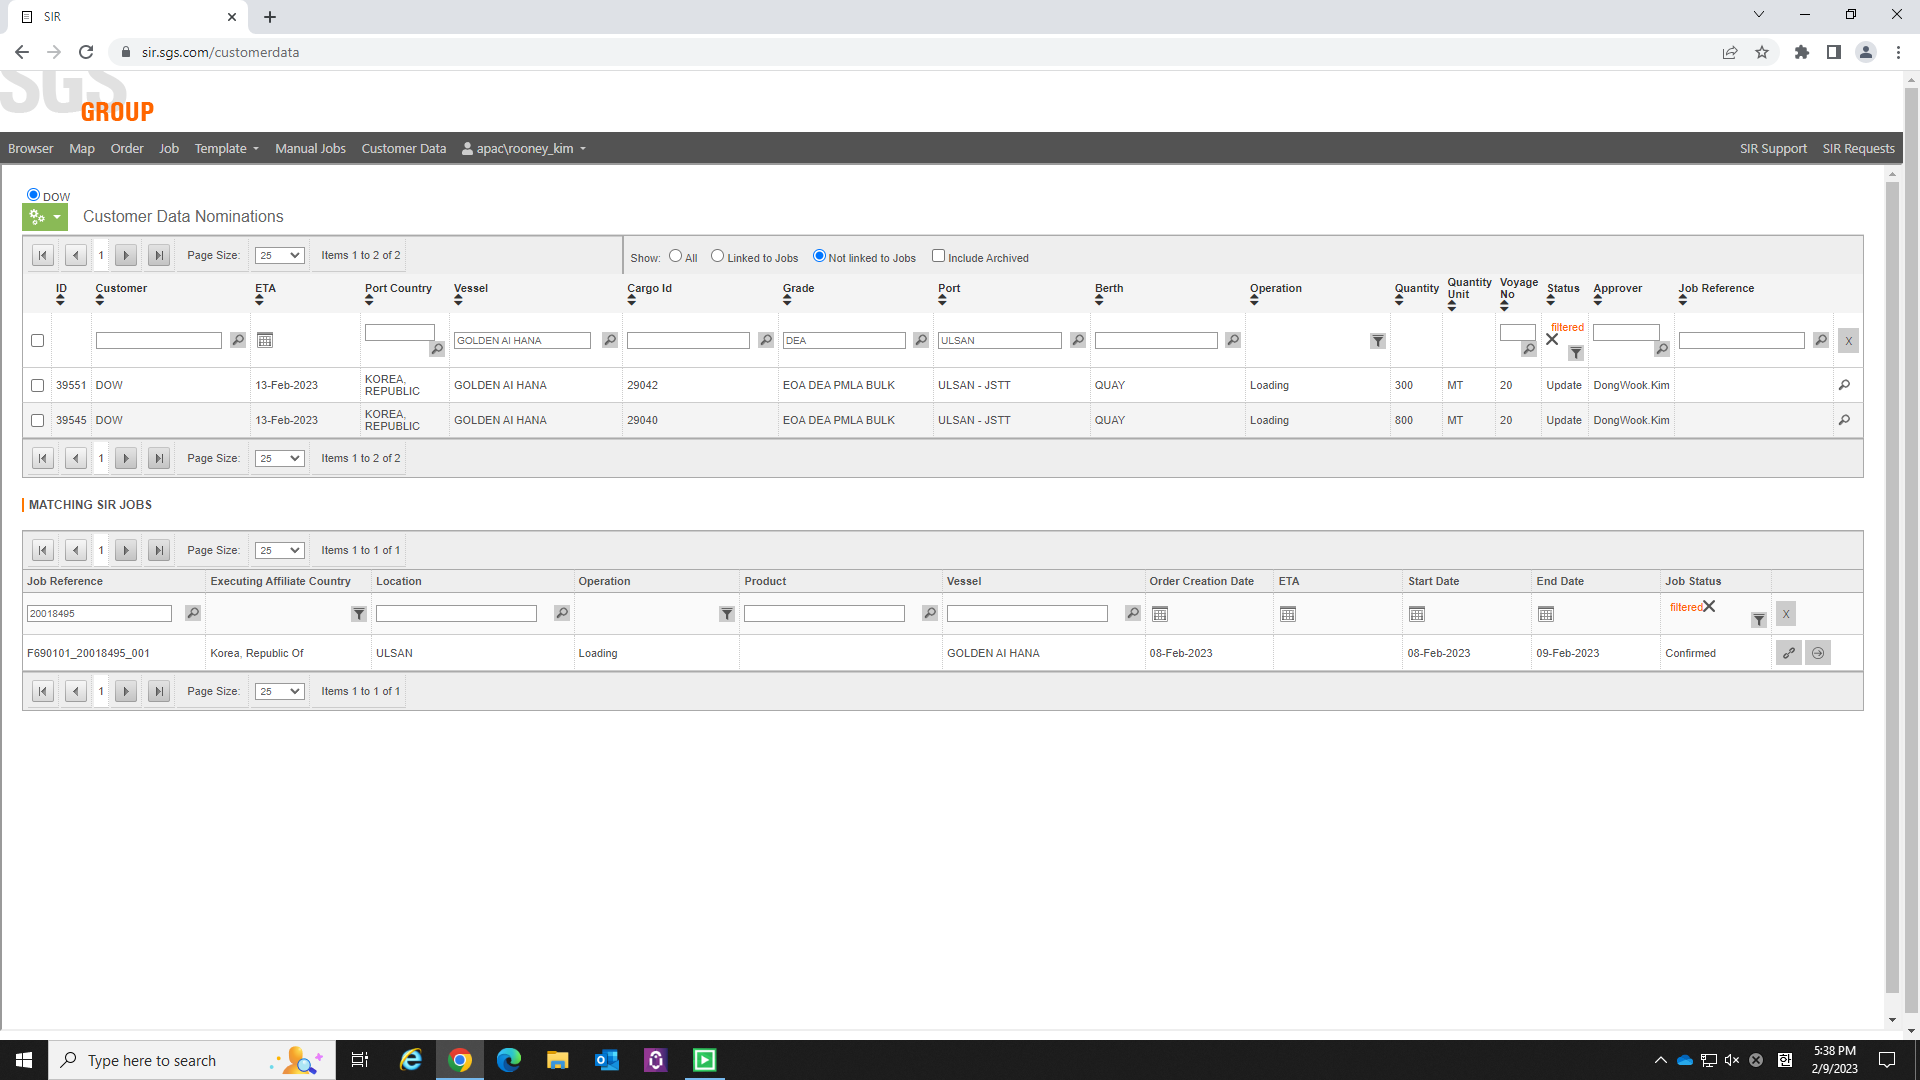 SIR
sir.sgs.com/customerdata
SGS
GROUP
Browser Map Order Job Template Manual Jobs Customer Data apac\rooney_kim SIR Support SIR Requests
DOW
Customer Data Nominations
1 Page Size: 25 Items 1 to 2 of 2 Show: All Linked to Jobs Not linked to Jobs Include Archived
ID Customer ETA Port Country Vessel Cargo Id Grade Port Berth Operation Quantity Quantity Unit Voyage No Status Approver Job Reference
GOLDEN AI HANA DEA ULSAN filtered X
39551 DOW 13-Feb-2023 KOREA, REPUBLIC GOLDEN AI HANA 29042 EOA DEA PMLA BULK ULSAN - JSTT QUAY Loading 300 MT 20 Update DongWook.Kim
39545 DOW 13-Feb-2023 KOREA, REPUBLIC GOLDEN AI HANA 29040 EOA DEA PMLA BULK ULSAN - JSTT QUAY Loading 800 MT 20 Update DongWook.Kim
1 Page Size: 25 Items 1 to 2 of 2
MATCHING SIR JOBS
1 Page Size: 25 Items 1 to 1 of 1
Job Reference Executing Affiliate Country Location Operation Product Vessel Order Creation Date ETA Start Date End Date Job Status
20018495 filtered X
F690101_20018495_001 Korea, Republic Of ULSAN Loading GOLDEN AI HANA 08-Feb-2023 08-Feb-2023 09-Feb-2023 Confirmed
1 Page Size: 25 Items 1 to 1 of 1
Type here to search
한
5:38 PM
2/9/2023